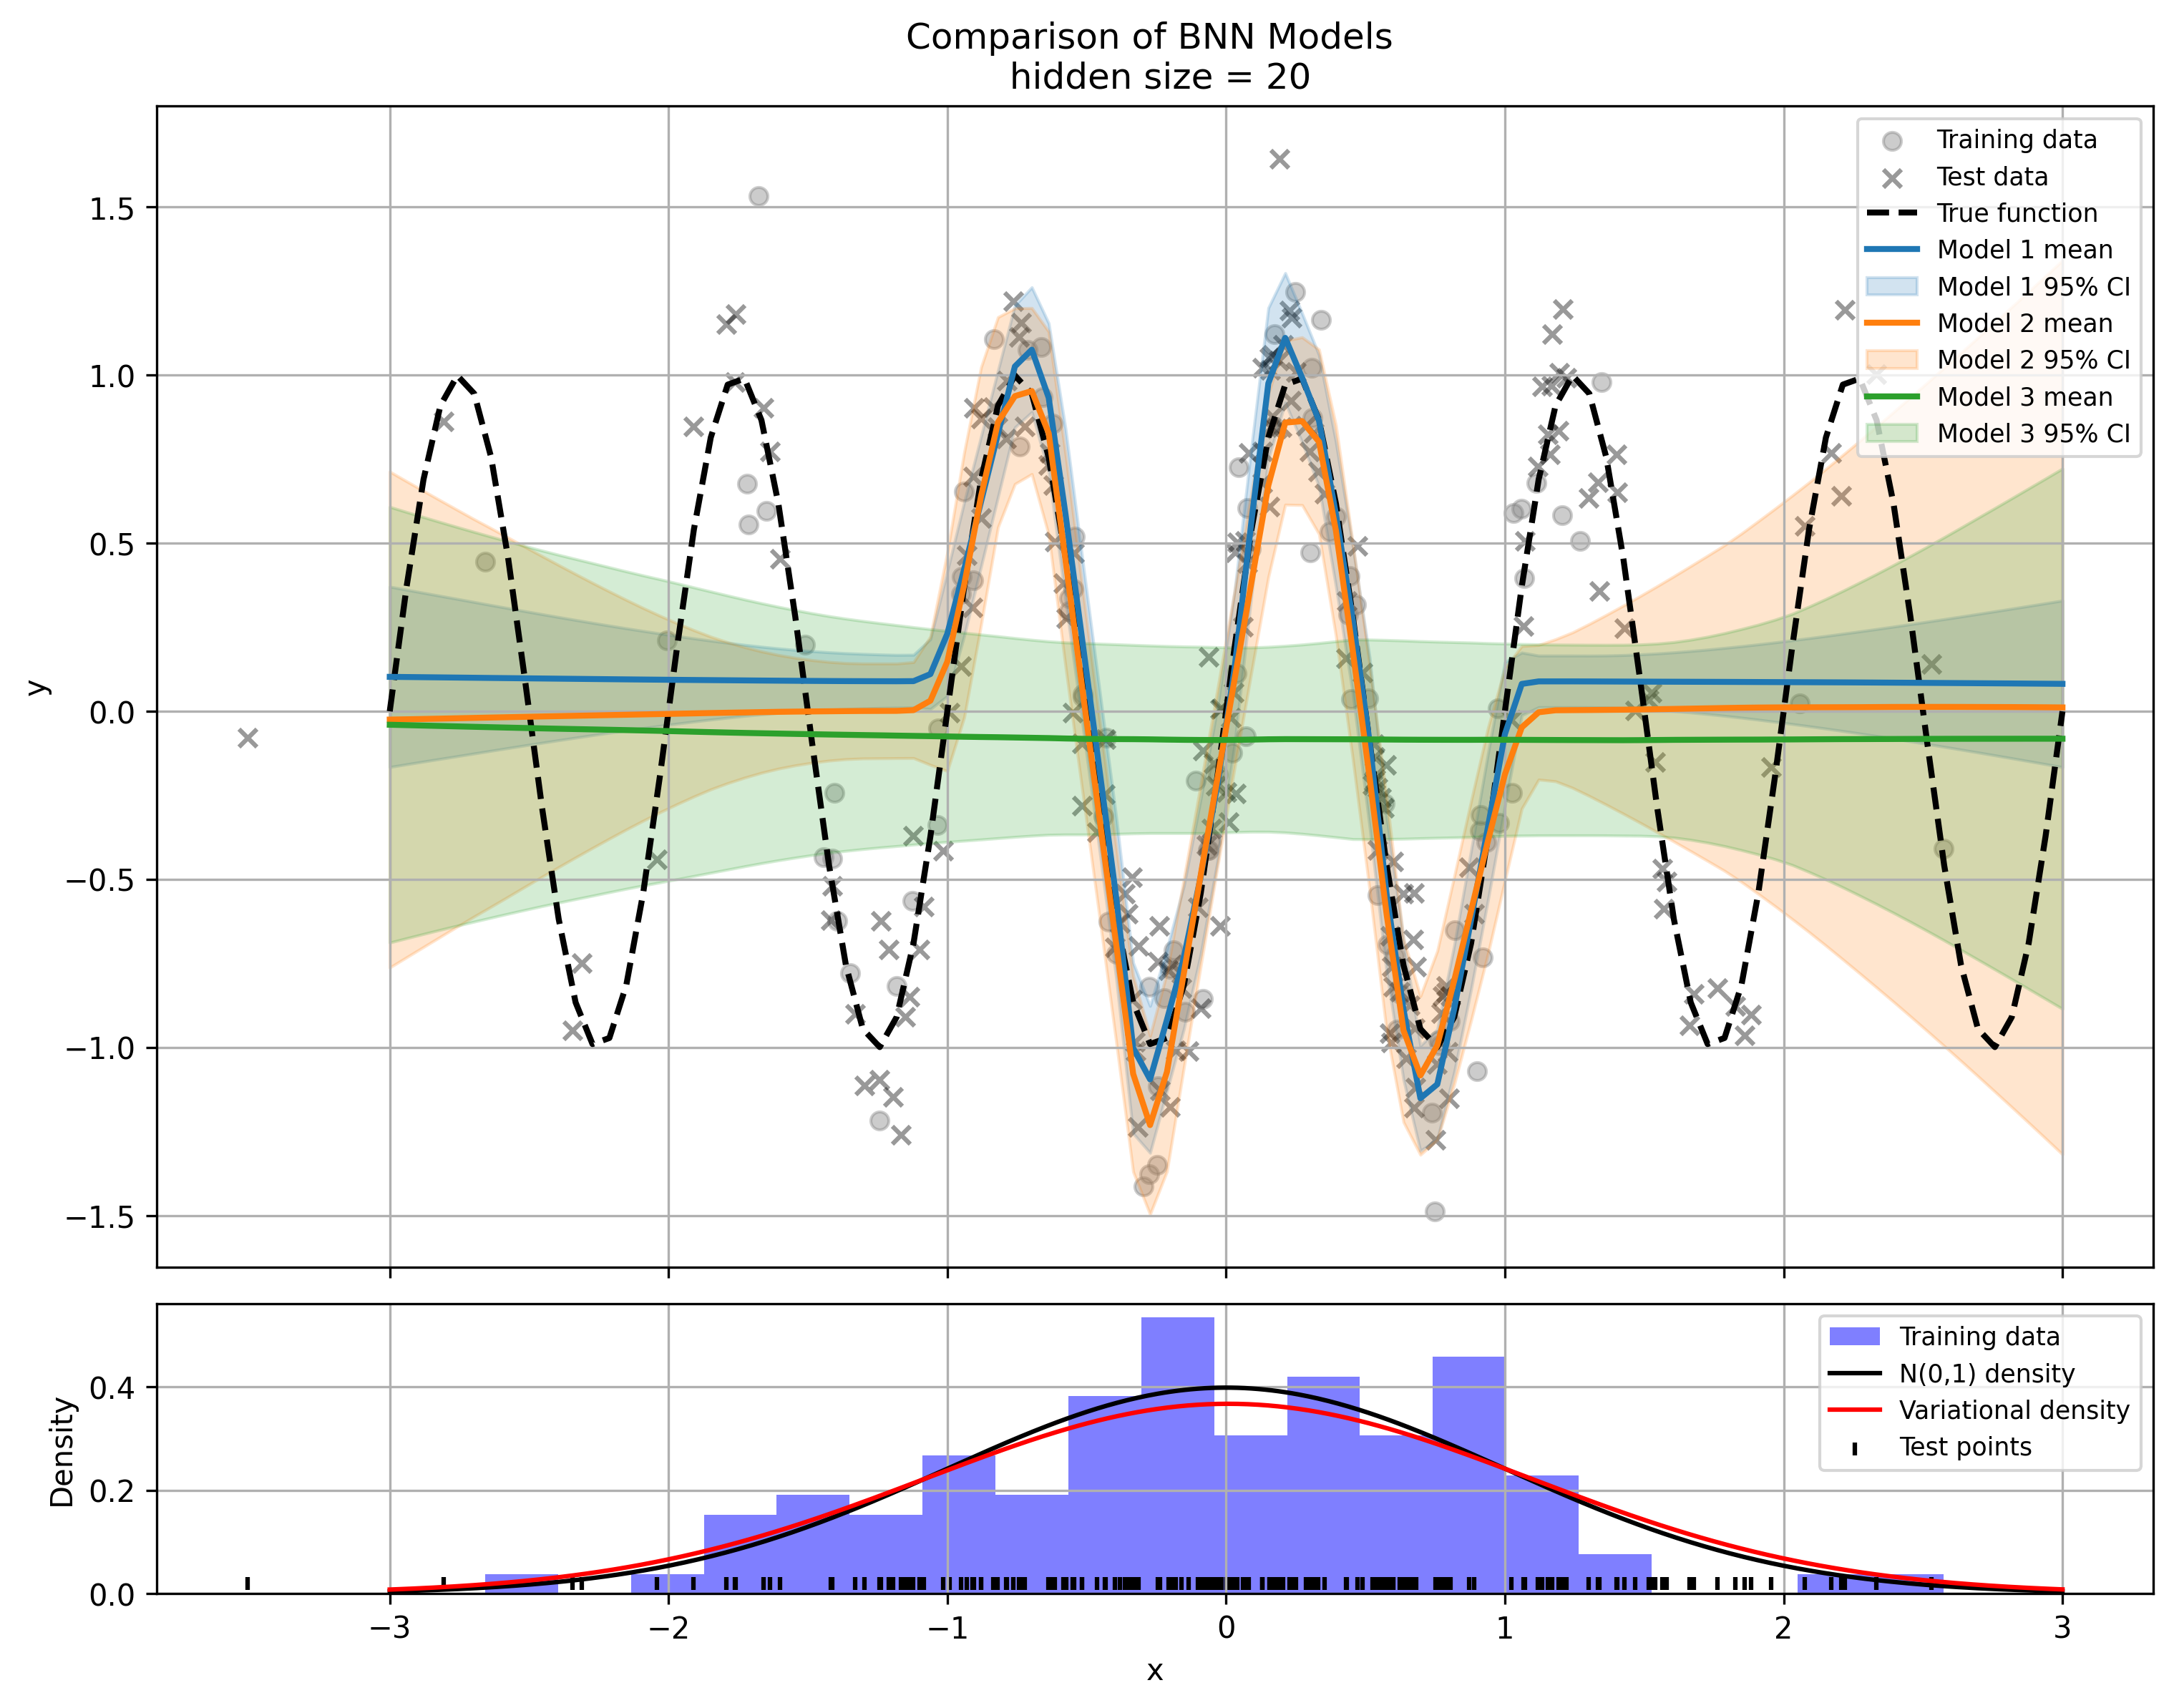 Comparison of BNN Models
hidden size = 20
Training data
Test data
True function
Model 1 mean
Model 1 95% CI
Model 2 mean
Model 2 95% CI
Model 3 mean
Model 3 95% CI
1.5
1.0
0.5
0.0
−0.5
−1.0
−1.5
y
Training data
N(0,1) density
Variational density
Test points
0.4
0.2
0.0
Density
−3
−2
−1
0
1
2
3
x